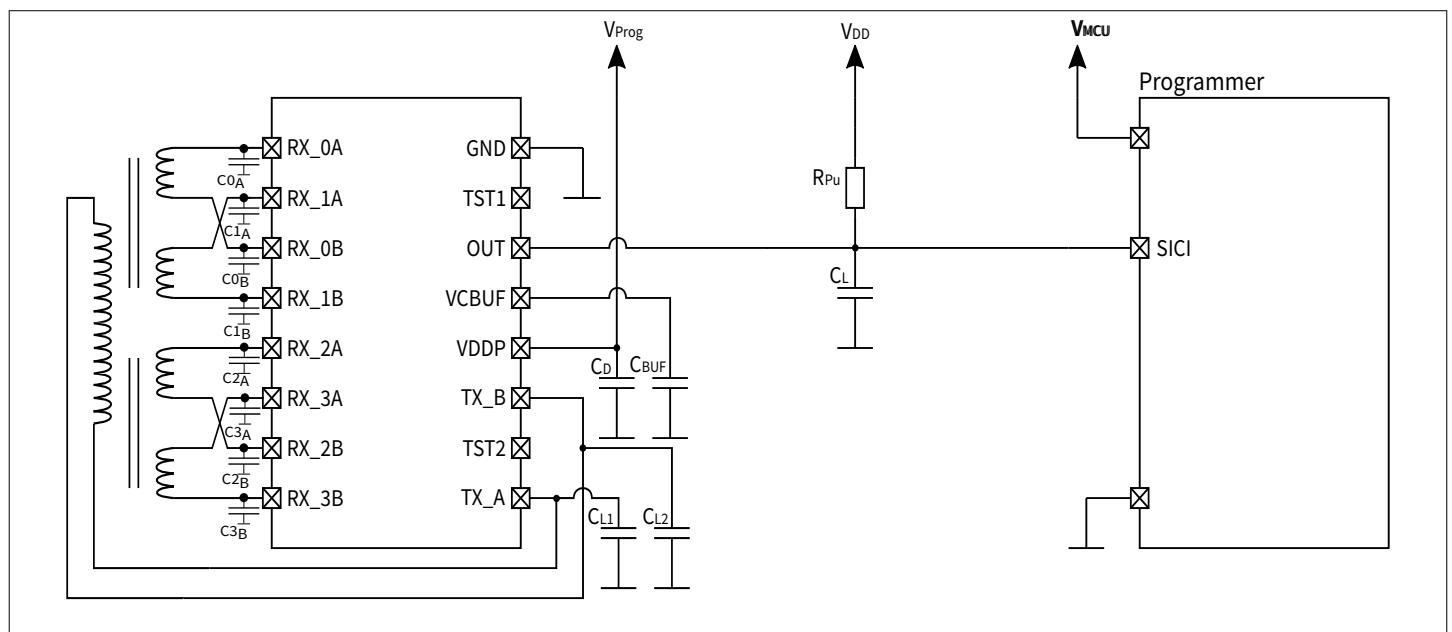 VProg
VDD
VMCU
Programmer
RX_0A
GND
C0A
RPu
RX_1A
TST1
C1A
RX_0B
OUT
SICI
C0B
CL
RX_1B
VCBUF
C1B
RX_2A
VDDP
C2A
CD
CBUF
RX_3A
TX_B
C3A
RX_2B
TST2
C2B
RX_3B
TX_A
C3B
CL1
CL2